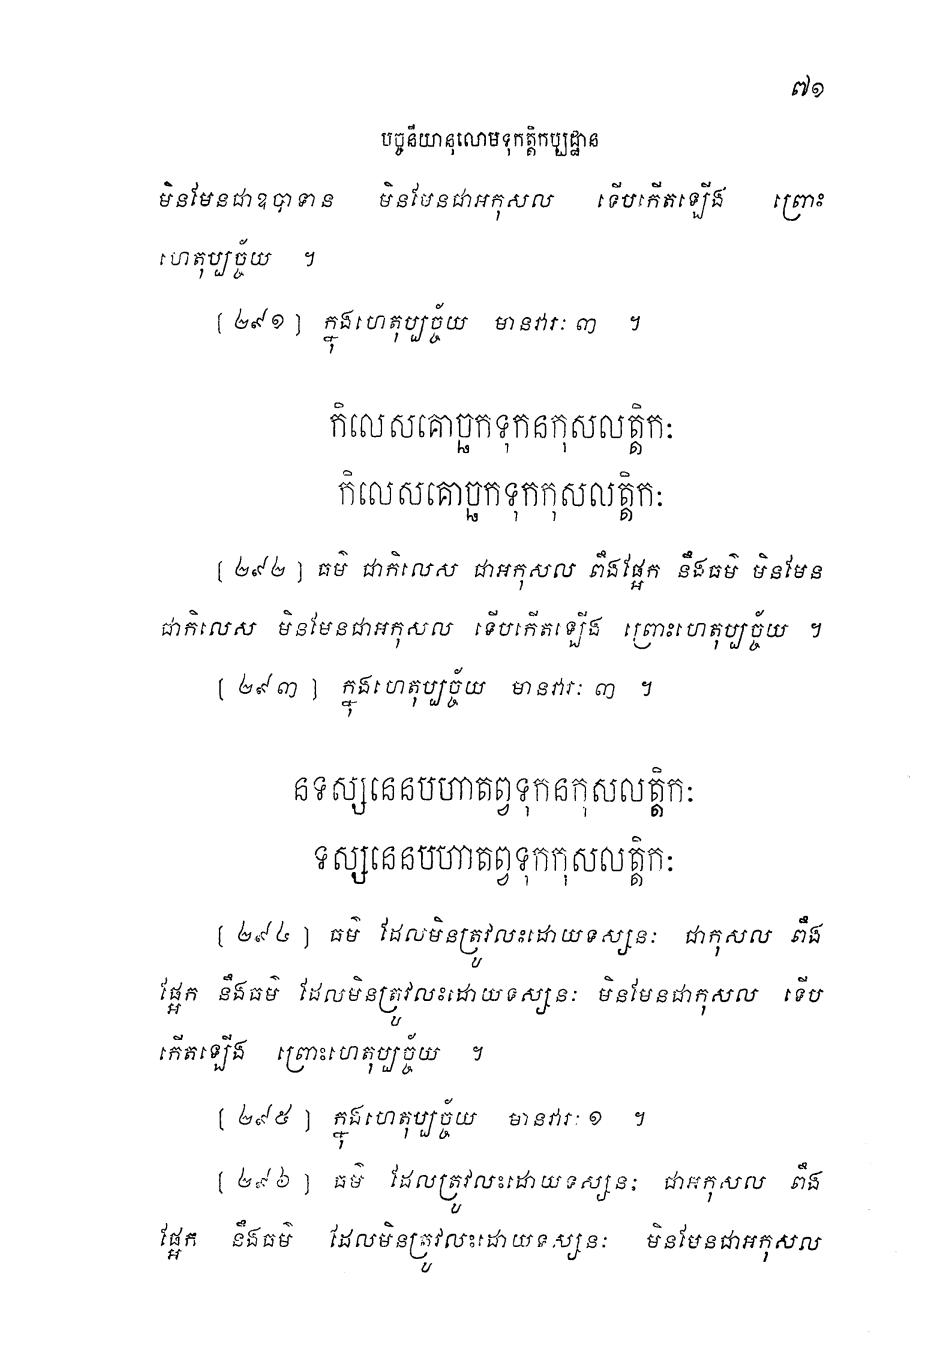 ៧១
បច្ចនីយានុលោមទុកត្តិកប្បដ្ឋាន
មិនមែនជាឧបាទាន មិនមែនជាអកុសល ទើបកើតឡើង ព្រោះ
ហេតុប្បច្ច័យ ។
[ ២៩១ ] ក្នុងហេតុប្បច្ច័យ មានវារៈ ៣ ។
កិលេសគោច្ឆកទុកនកុសលត្តិកៈ
កិលេសគោច្ឆកទុកកុសលត្តិកៈ
[ ២៩២ ] ធម៌ ជាកិលេស ជាអកុសល ពឹងផ្អែក នឹងធម៌ មិនមែន
ជាកិលេស មិនមែនជាអកុសល ទើបកើតឡើង ព្រោះហេតុប្បច្ច័យ ។
[ ២៩៣ ] ក្នុងហេតុប្បច្ច័យ មានវារៈ ៣ ។
នទស្សនេនបហាតព្វទុកនកុសលត្តិកៈ
ទស្សនេនបហាតព្វទុកកុសលត្តិកៈ
[ ២៩៤ ] ធម៌ ដែលមិនត្រូវលះដោយទស្សនៈ ជាកុសល ពឹង
ផ្អែក នឹងធម៌ ដែលមិនត្រូវលះដោយទស្សនៈ មិនមែនជាកុសល ទើប
កើតឡើង ព្រោះហេតុប្បច្ច័យ ។
[ ២៩៥ ] ក្នុងហេតុប្បច្ច័យ មានវារៈ ១ ។
[ ២៩៦ ] ធម៌ ដែលត្រូវលះដោយទស្សនៈ ជាអកុសល ពឹង
ផ្អែក នឹងធម៌ ដែលមិនត្រូវលះដោយទស្សនៈ មិនមែនជាអកុសល